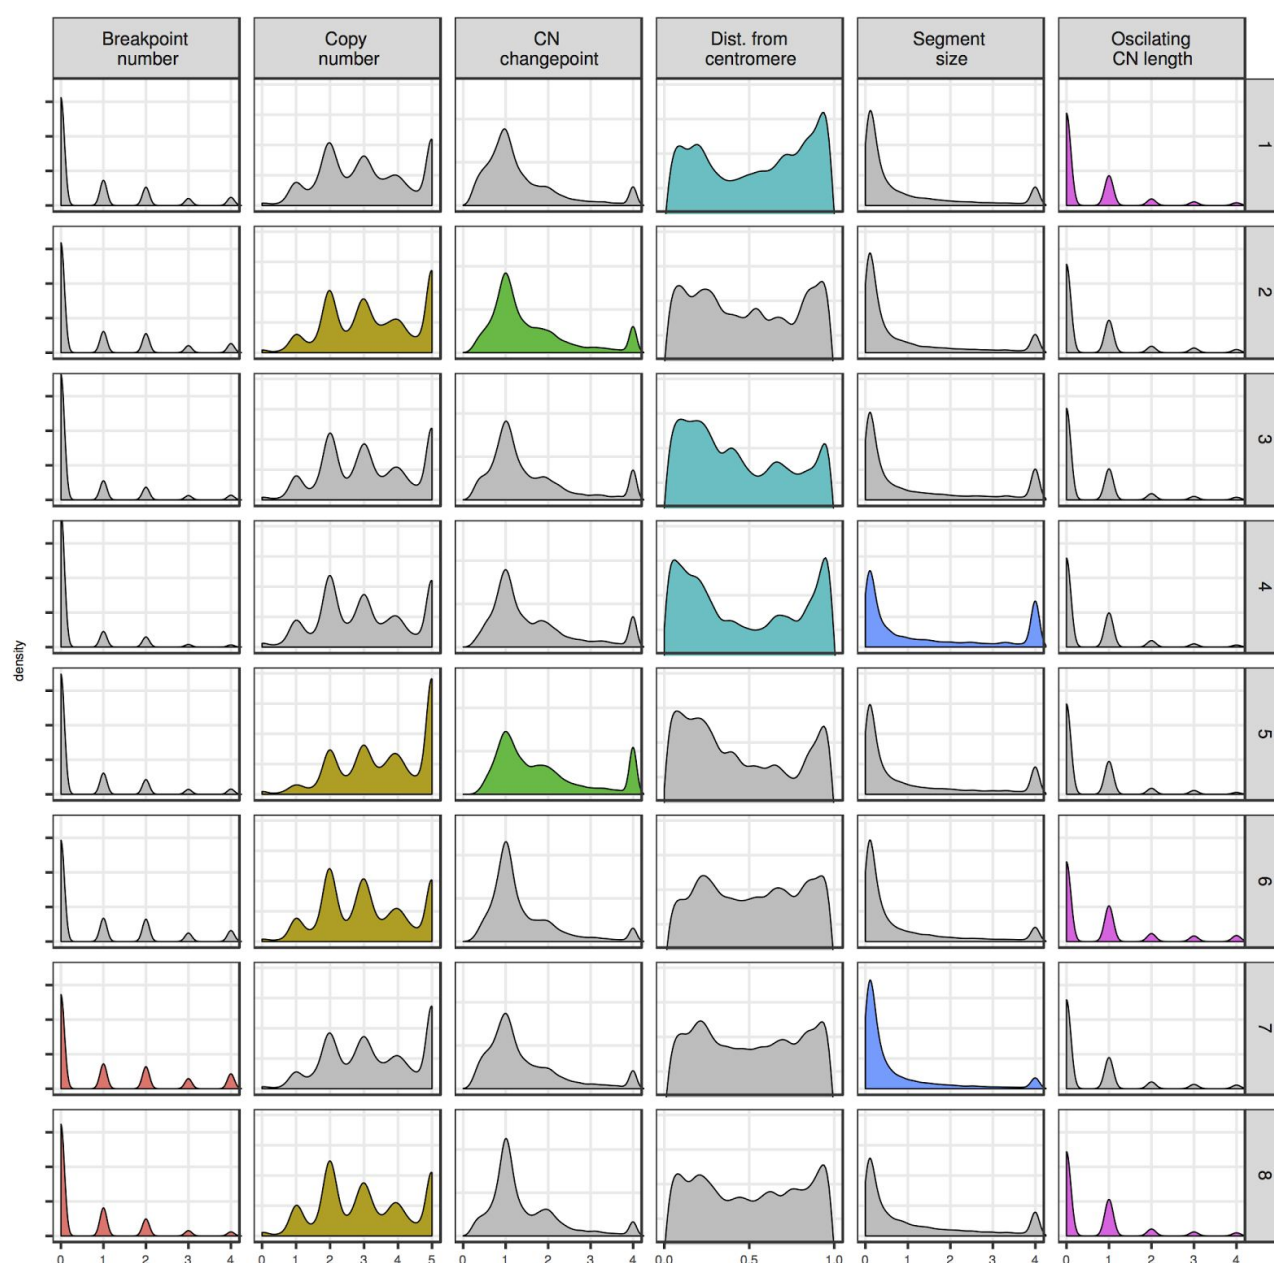 Breakpoint
number
Copy
number
CN
changepoint
Dist. from
centromere
Segment
size
Oscilating
CN length
1
2
3
4
5
6
7
8
density
0 1 2 3 4
0 1 2 3 4 5
0 1 2 3 4
0.0 0.5 1.0
0 1 2 3 4
0 1 2 3 4